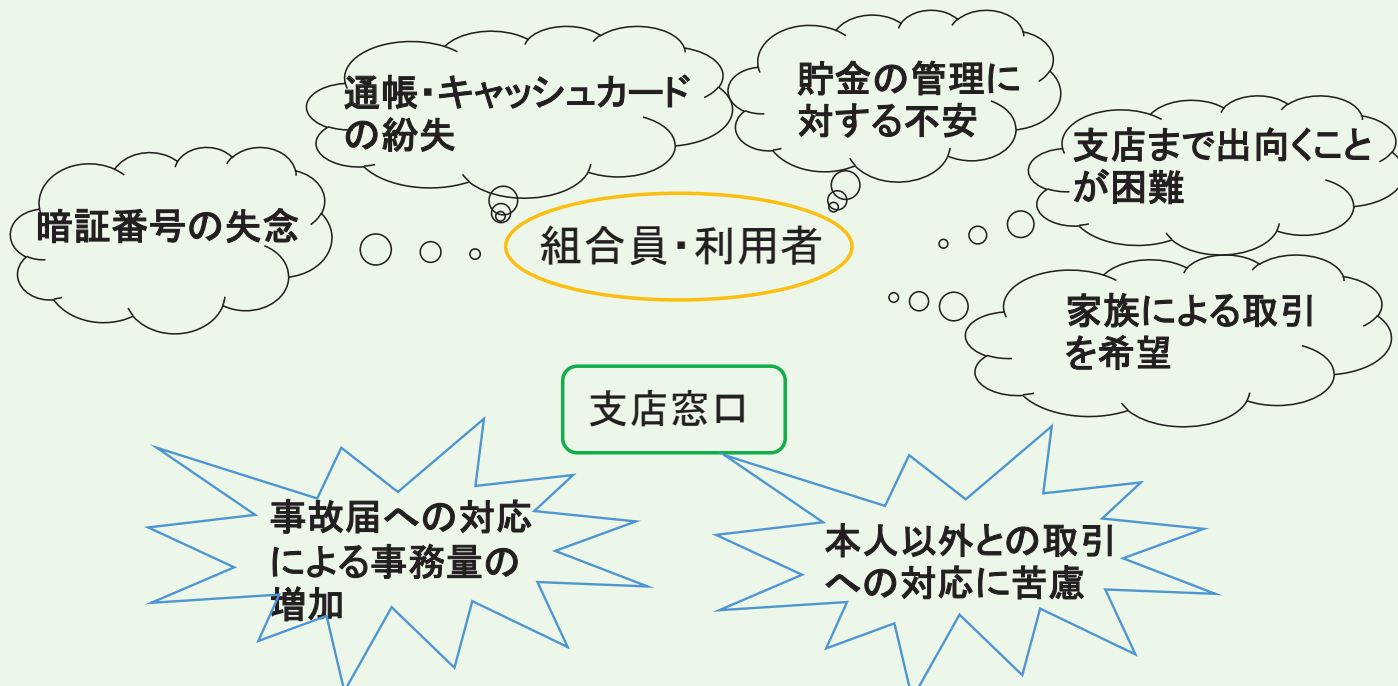 通帳・キャッシュカード
の紛失
貯金の管理に
対する不安
支店まで出向くこと
が困難
暗証番号の失念
組合員・利用者
家族による取引
を希望
支店窓口
事故届への対応
による事務量の
増加
本人以外との取引
への対応に苦慮